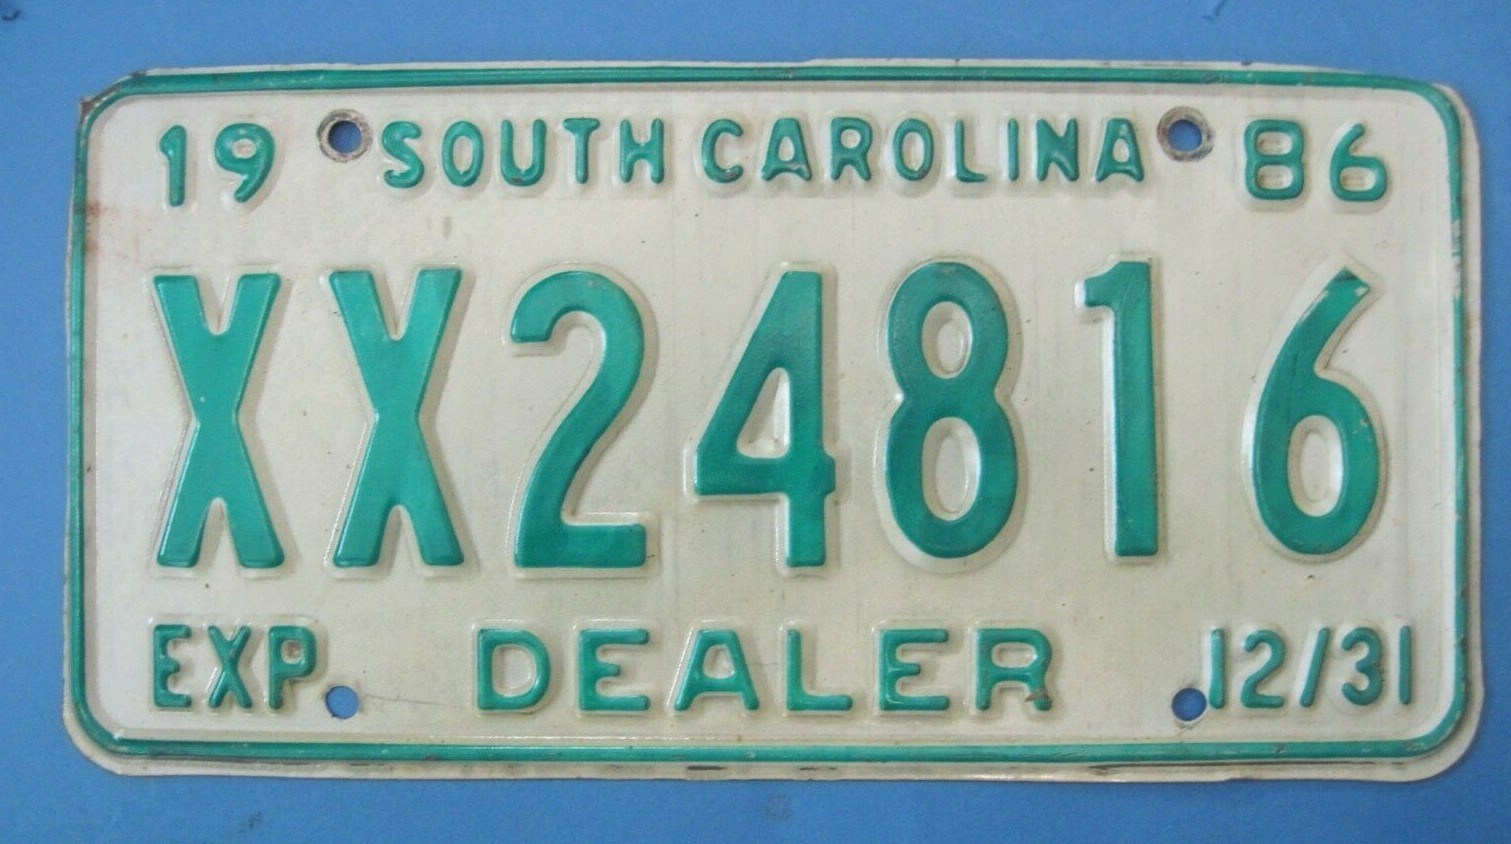 19 SOUTH CAROLINA 86
XX24816
EXP DEALER 12/31